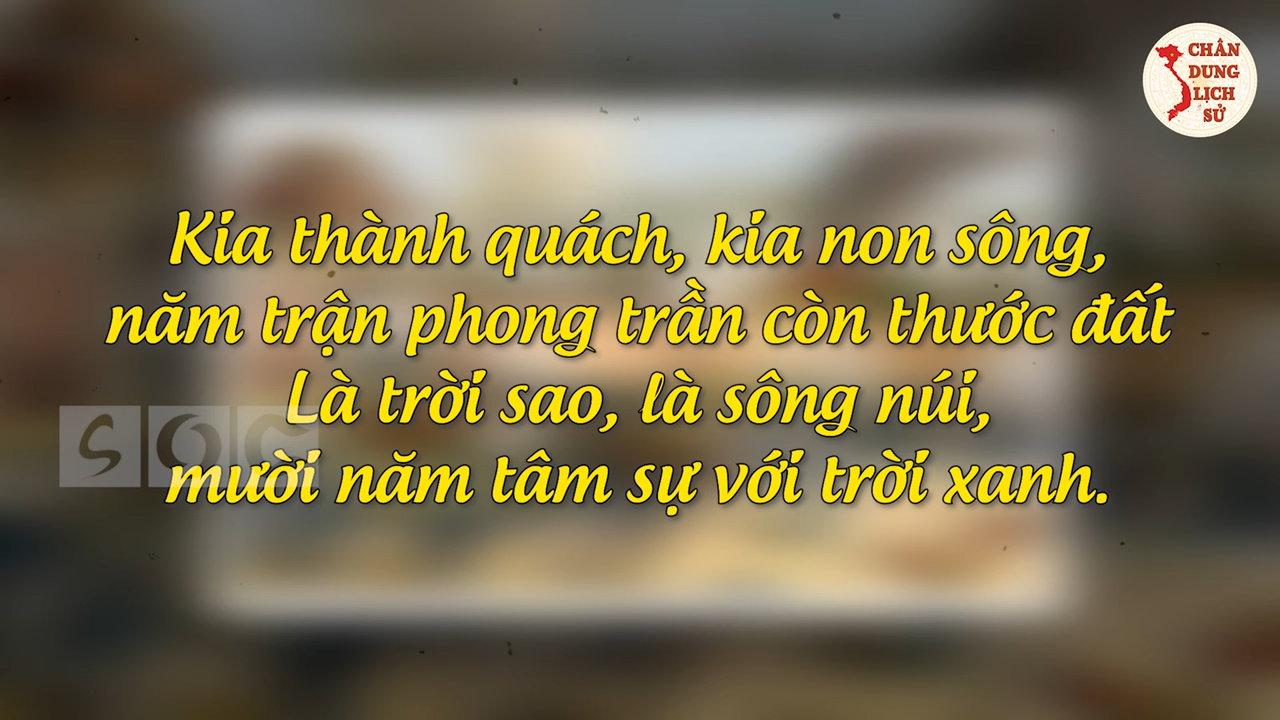 CHÂN
DUNG
LỊCH
SỬ
Kia thành quách, kia non sông,
năm trận phong trần còn thước đất
Là trời sao, là sông núi,
mười năm tâm sự với trời xanh.
SOC